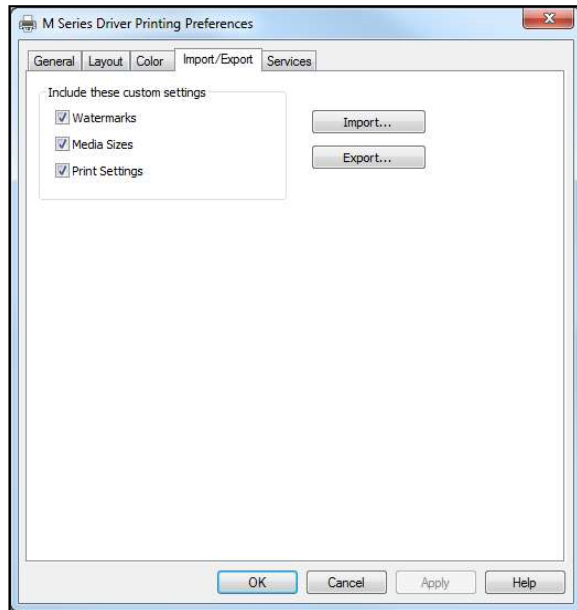 M Series Driver Printing Preferences
General Layout Color Import/Export Services
Include these custom settings
Watermarks
Import...
Media Sizes
Export...
Print Settings
OK Cancel Apply Help